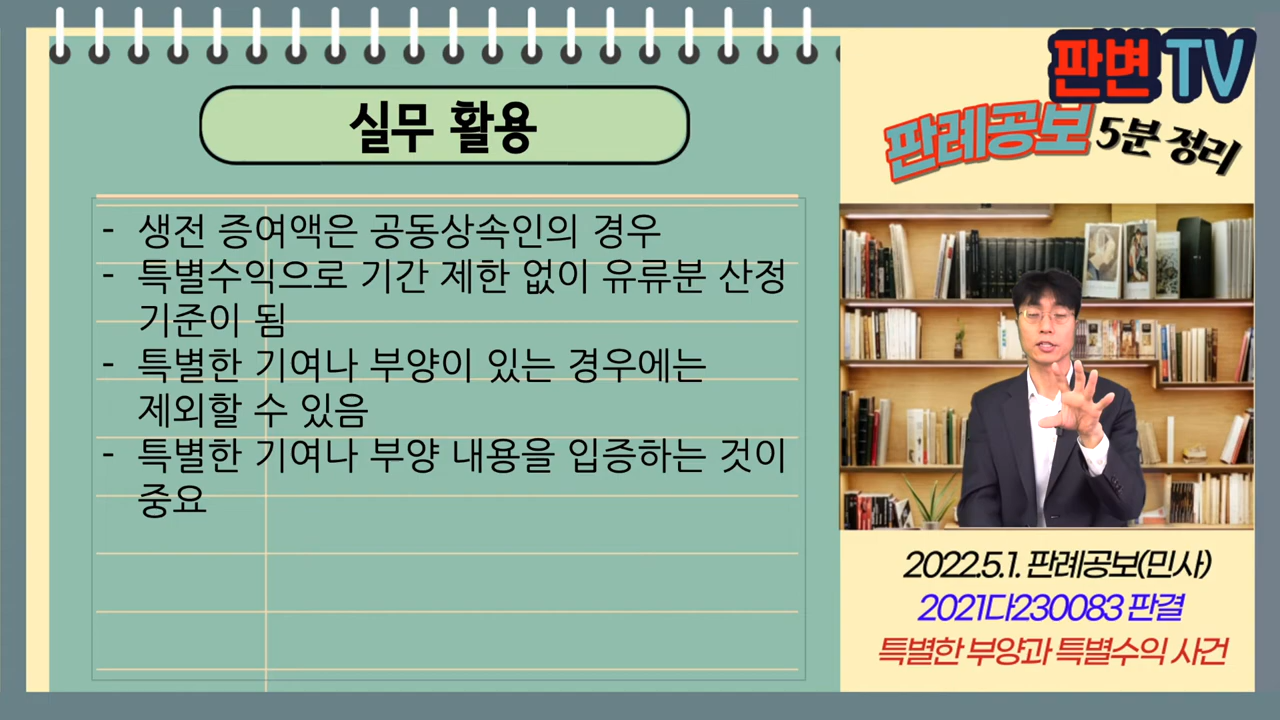 실무 활용
- 생전 증여액은 공동상속인의 경우
- 특별수익으로 기간 제한 없이 유류분 산정
기준이 됨
- 특별한 기여나 부양이 있는 경우에는
제외할 수 있음
- 특별한 기여나 부양 내용을 입증하는 것이
중요
판변 TV
판례공보 5분 정리
2022.5.1. 판례공보(민사)
2021다230083 판결
특별한 부양과 특별수익 사건